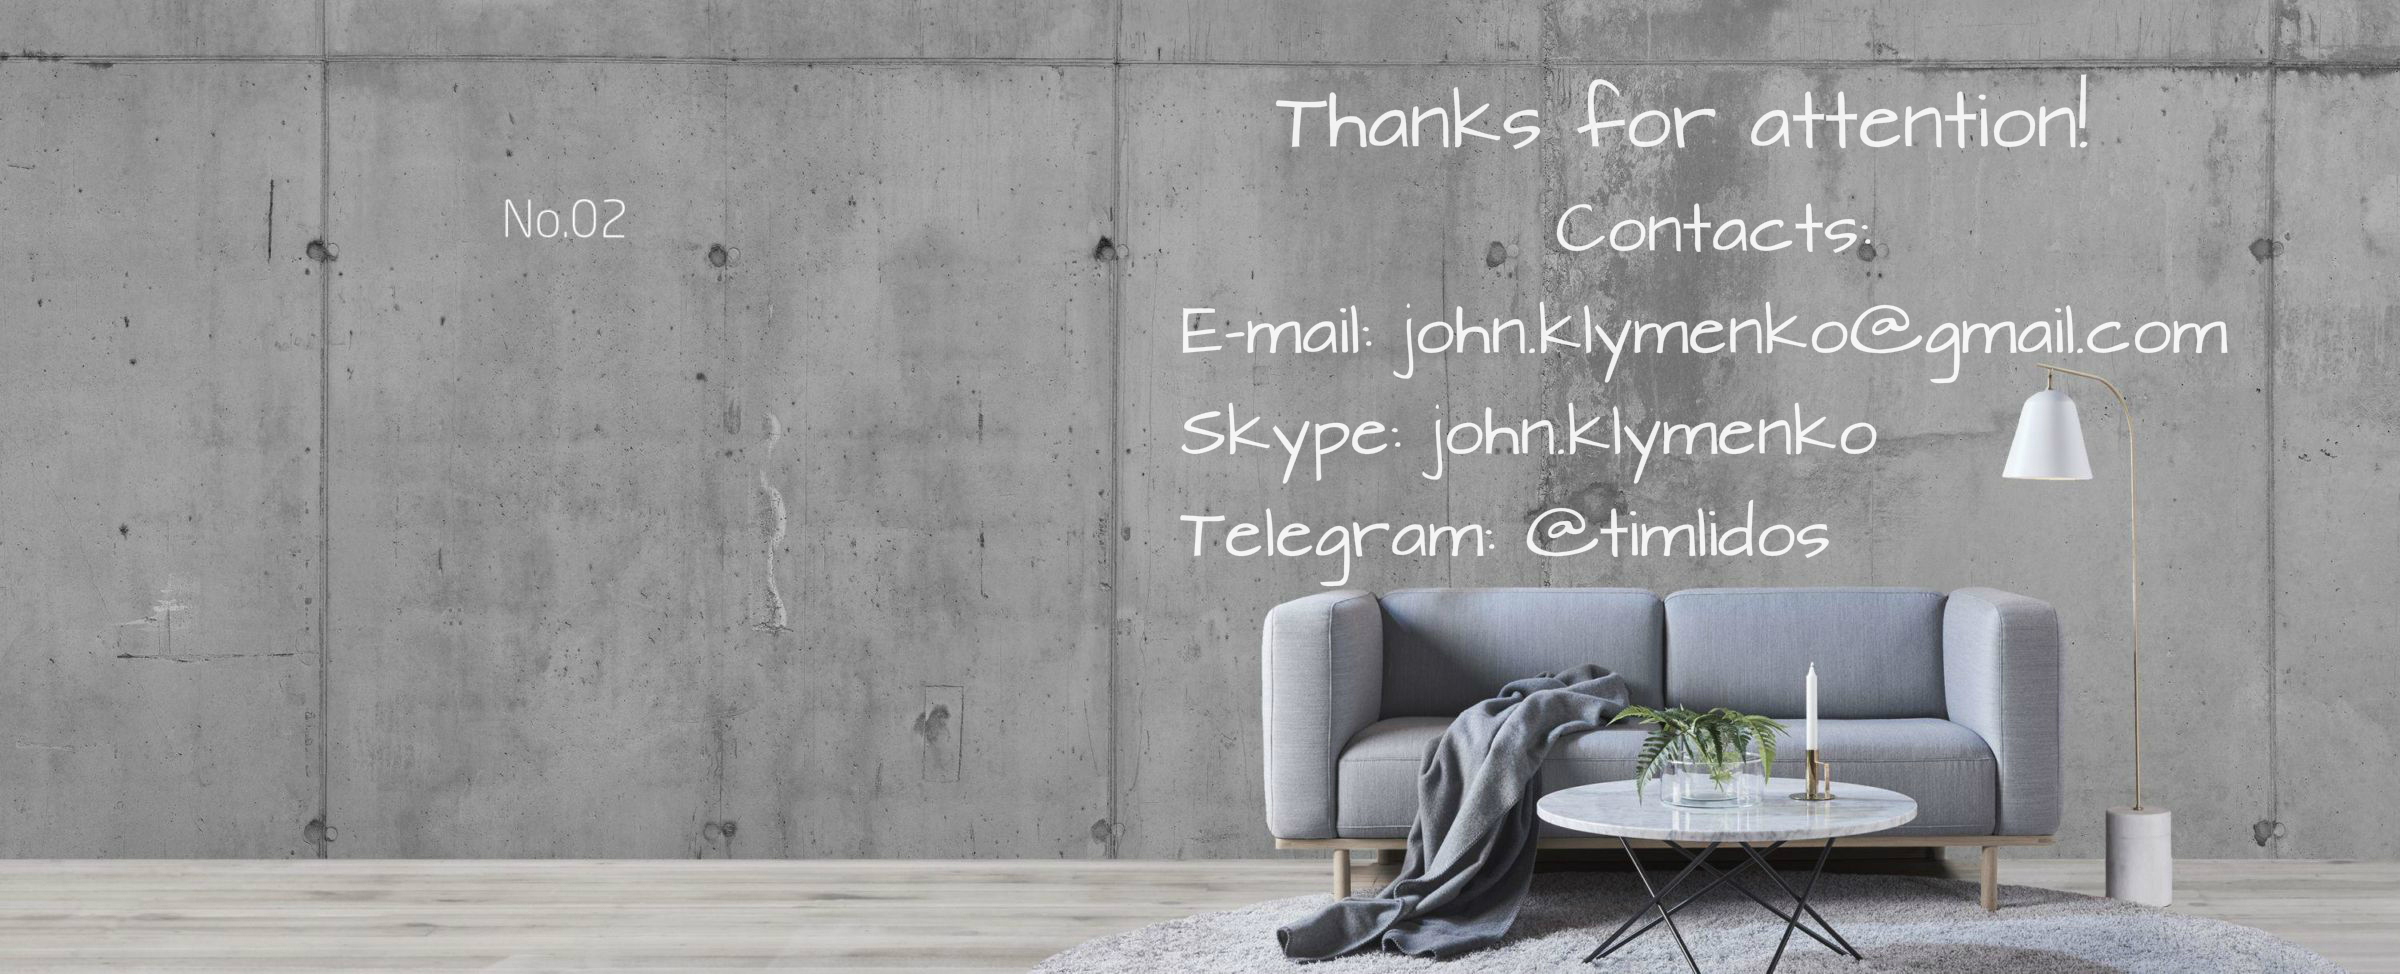 No.02
Thanks for attention!
Contacts:
E-mail: john.klymenko@gmail.com
Skype: john.klymenko
Telegram: @timlidos